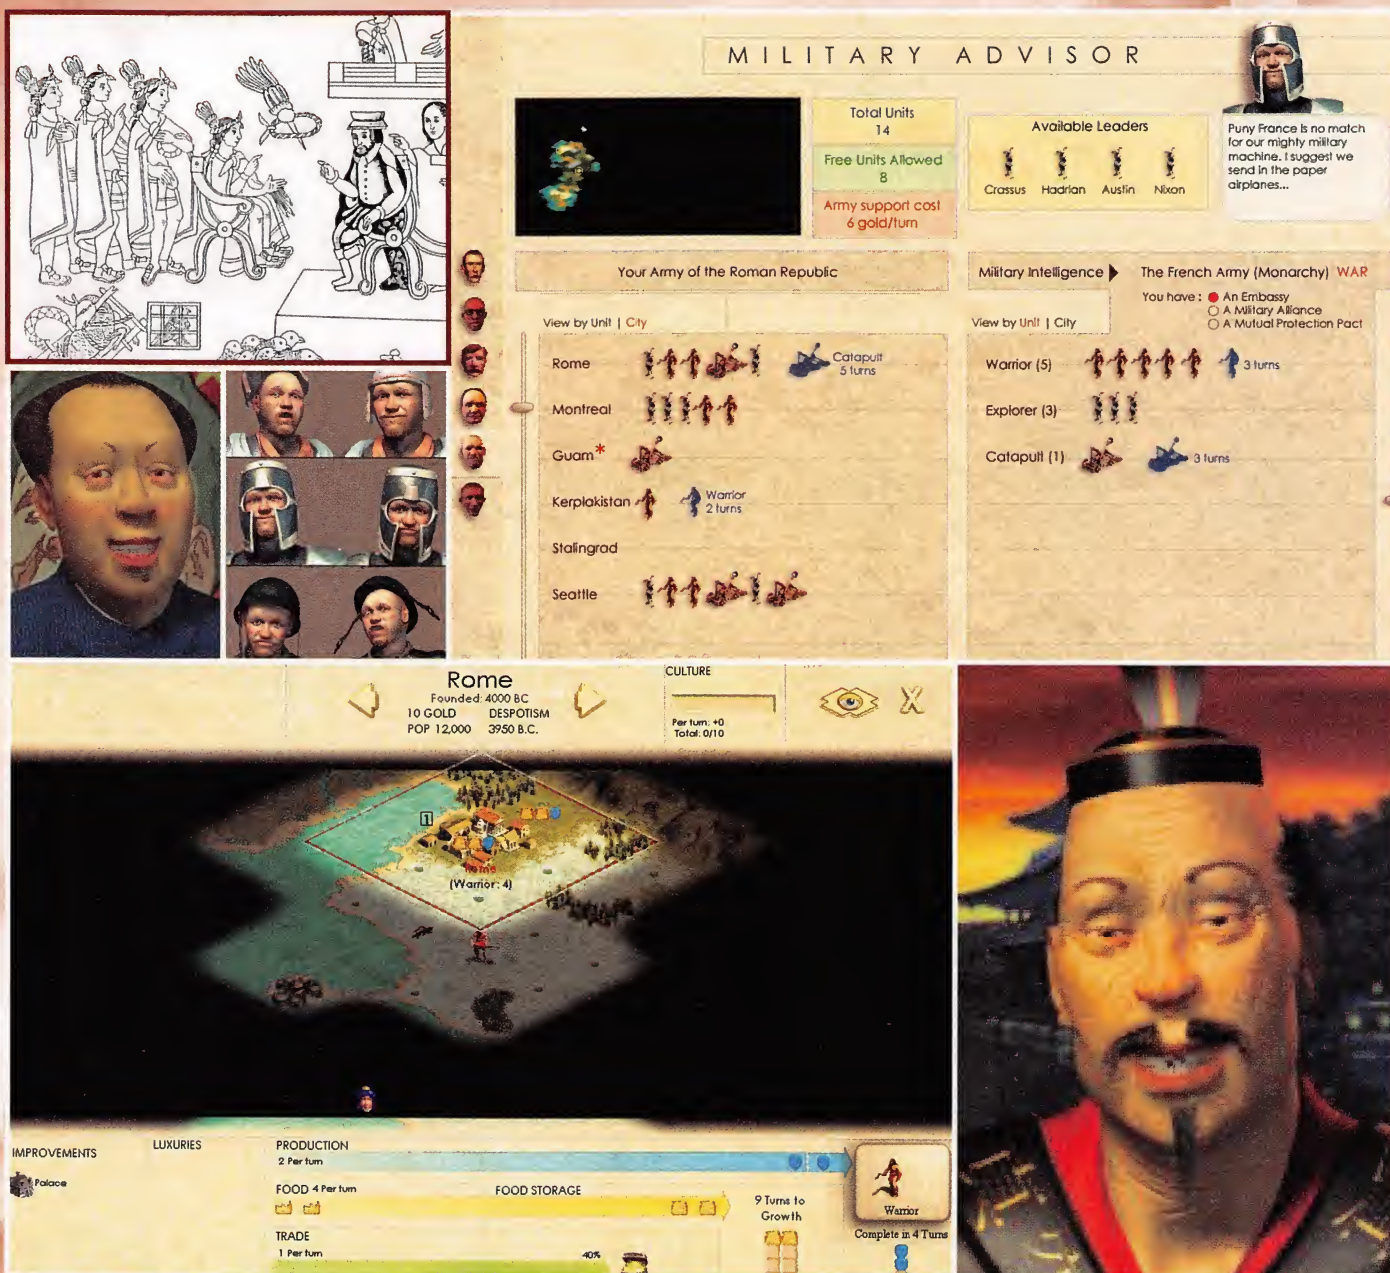 MILITARY ADVISOR
Total Units
14
Free Units Allowed
8
Army support cost
6 gold/turn
Available Leaders
Crassus Hadrian Austin Nixon
Puny France is no match
for our mighty military
machine. I suggest we
send in the paper
airplanes...
Your Army of the Roman Republic
View by Unit | City
Rome
Catapult
5 turns
Montreal
Guam*
Kerplakistan
Warrior
2 turns
Stalingrad
Seattle
Military Intelligence
The French Army (Monarchy) WAR
You have :
An Embassy
A Military Alliance
A Mutual Protection Pact
View by Unit | City
Warrior (5)
3 turns
Explorer (3)
Catapult (1)
3 turns
Rome
Founded: 4000 BC
10 GOLD DESPOTISM
POP 12,000 3950 B.C.
CULTURE
Per turn: +0
Total: 0/10
1
Rome
(Warrior: 4)
IMPROVEMENTS
Palace
LUXURIES
PRODUCTION
2 Per turn
FOOD 4 Per turn
FOOD STORAGE
TRADE
1 Per turn
40%
9 Turns to
Growth
Warrior
Complete in 4 Turns